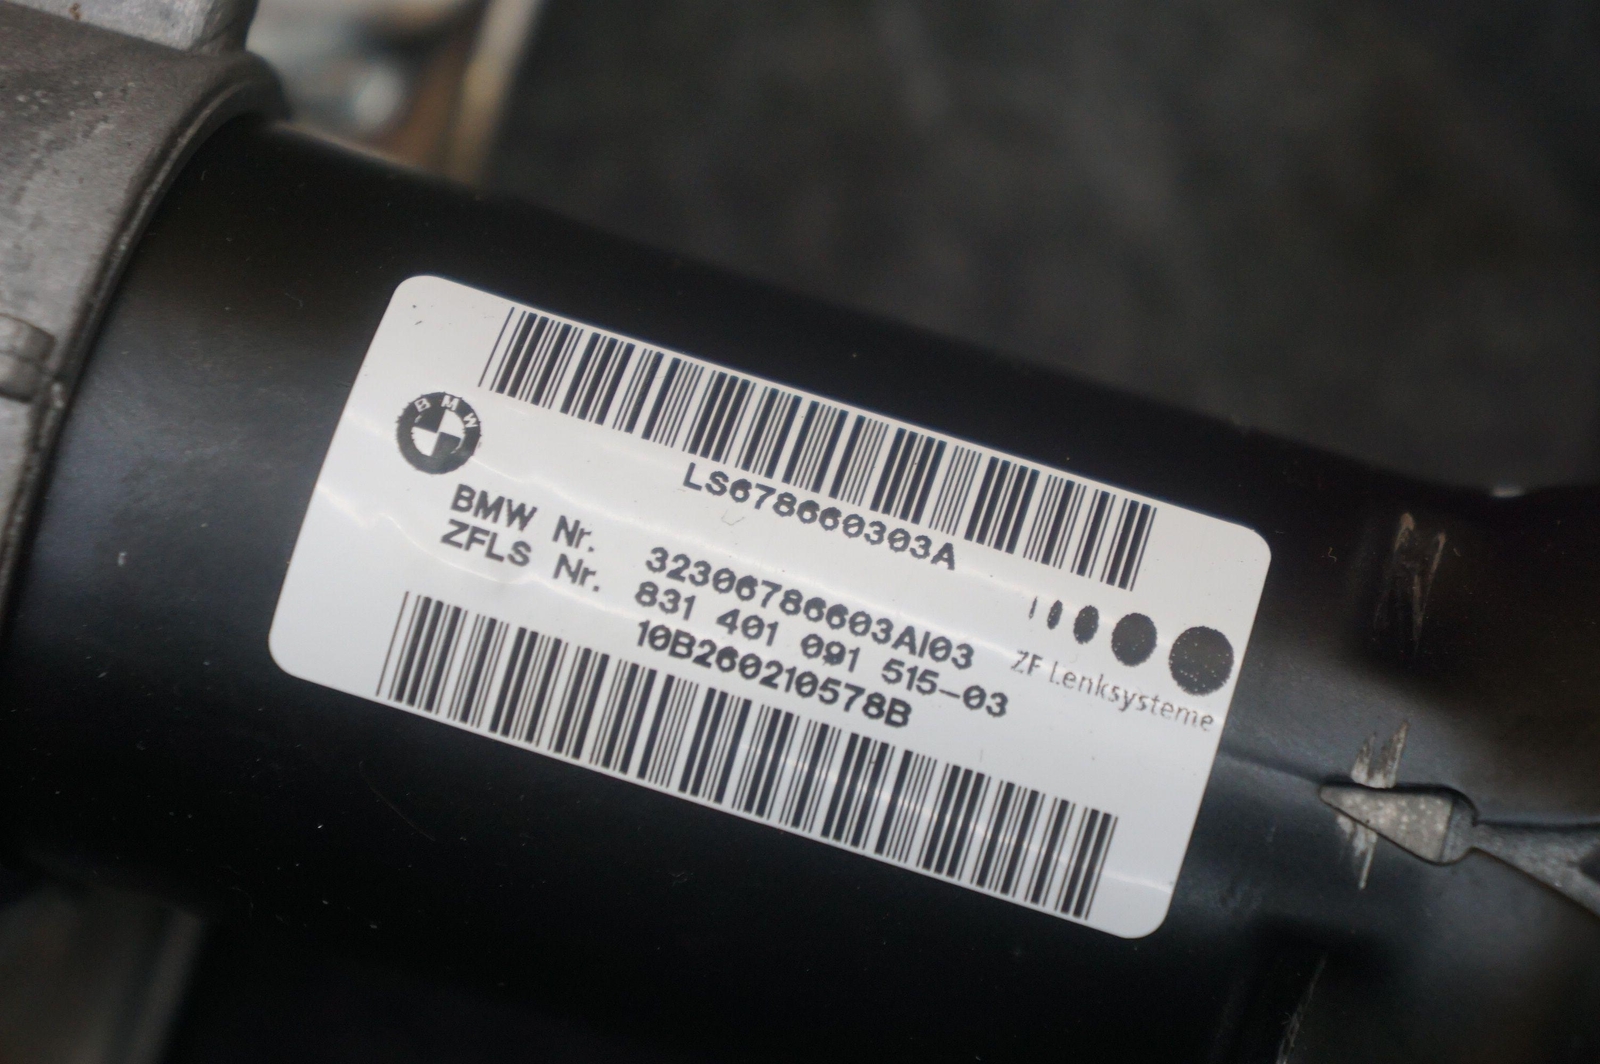 LS678660303A
BMW
BMW Nr. 32306786603AI03
ZFLS Nr. 831 401 091 515-03
10B260210578B
ZF Lenksysteme